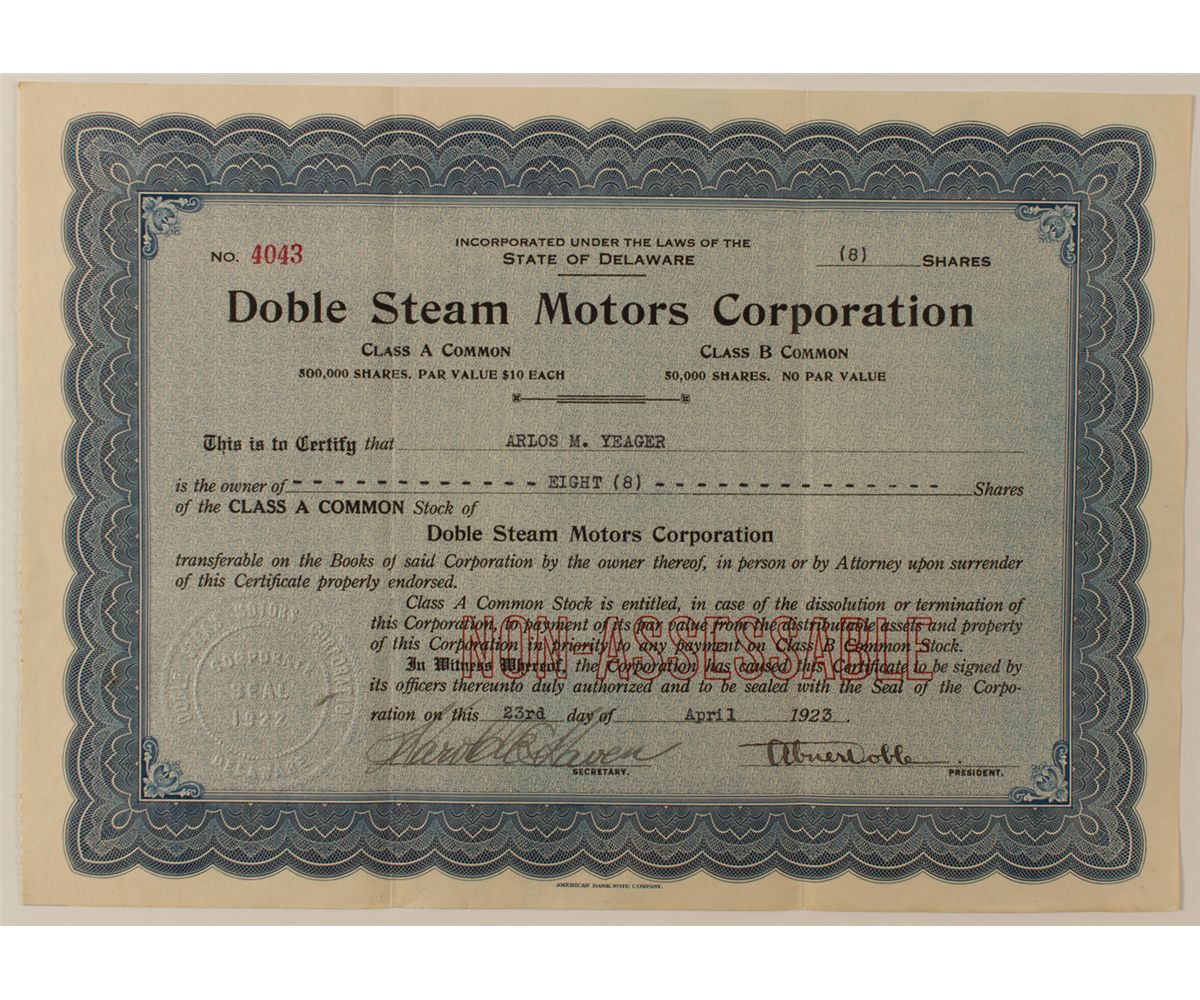 INCORPORATED UNDER THE LAWS OF THE
NO. 4043 STATE OF DELAWARE (8) SHARES
Doble Steam Motors Corporation
CLASS A COMMON CLASS B COMMON
500,000 SHARES. PAR VALUE $10 EACH 50,000 SHARES. NO PAR VALUE
This is to Certify that ARLOS M. YEAGER
is the owner of - - - - - - - - - - - - EIGHT (8) - - - - - - - - - - - - - - Shares
of the CLASS A COMMON Stock of
Doble Steam Motors Corporation
transferable on the Books of said Corporation by the owner thereof, in person or by Attorney upon surrender
of this Certificate properly endorsed.
Class A Common Stock is entitled, in case of the dissolution or termination of
this Corporation, to payment of its par value from the distributable assets and property
of this Corporation in priority to any payment on Class B Common Stock.
NON-ASSESSABLE
In Witness Whereof, the Corporation has caused this Certificate to be signed by
its officers thereunto duly authorized and to be sealed with the Seal of the Corpo-
ration on this 23rd day of April 1923.
Abner Doble
SECRETARY. PRESIDENT.
MOTORS CORPORATION
CORPORATE
SEAL
1922
DELAWARE
AMERICAN BANK NOTE COMPANY.